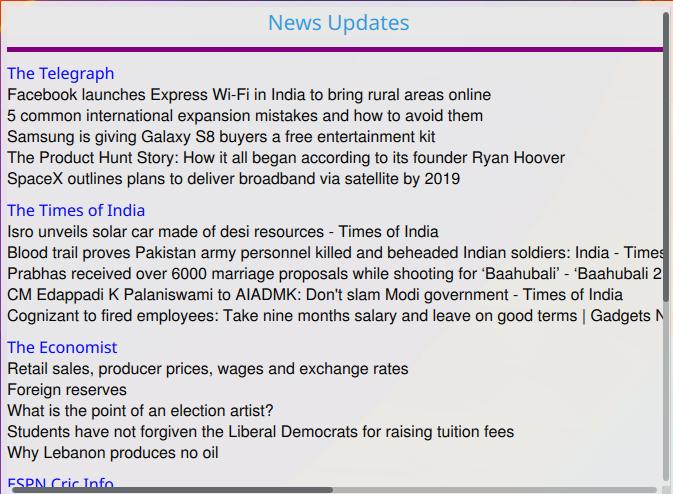 News Updates
The Telegraph
Facebook launches Express Wi-Fi in India to bring rural areas online
5 common international expansion mistakes and how to avoid them
Samsung is giving Galaxy S8 buyers a free entertainment kit
The Product Hunt Story: How it all began according to its founder Ryan Hoover
SpaceX outlines plans to deliver broadband via satellite by 2019
The Times of India
Isro unveils solar car made of desi resources - Times of India
Blood trail proves Pakistan army personnel killed and beheaded Indian soldiers: India - Times
Prabhas received over 6000 marriage proposals while shooting for ‘Baahubali’ - ‘Baahubali 2
CM Edappadi K Palaniswami to AIADMK: Don't slam Modi government - Times of India
Cognizant to fired employees: Take nine months salary and leave on good terms | Gadgets N
The Economist
Retail sales, producer prices, wages and exchange rates
Foreign reserves
What is the point of an election artist?
Students have not forgiven the Liberal Democrats for raising tuition fees
Why Lebanon produces no oil
ESPN Cric Info